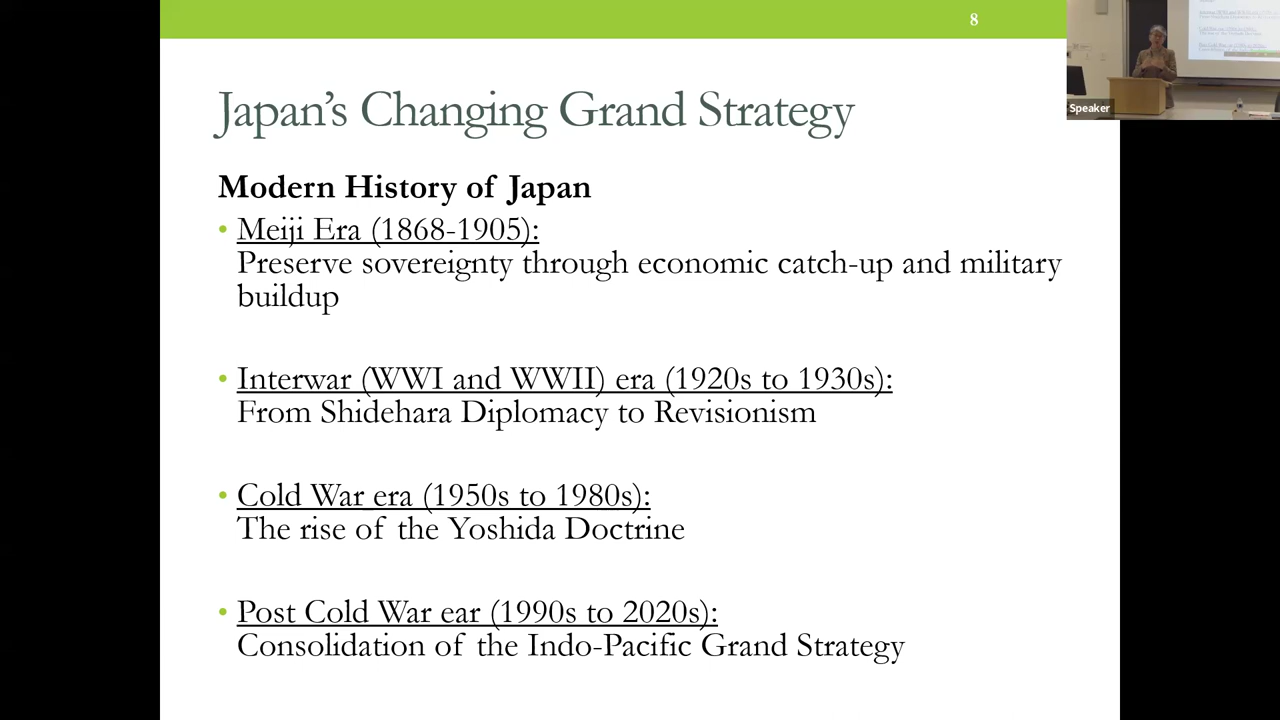 8
Japan's Changing Grand Strategy
Modern History of Japan
• Meiji Era (1868-1905):
Preserve sovereignty through economic catch-up and military
buildup
• Interwar (WWI and WWII) era (1920s to 1930s):
From Shidehara Diplomacy to Revisionism
• Cold War era (1950s to 1980s):
The rise of the Yoshida Doctrine
• Post Cold War ear (1990s to 2020s):
Consolidation of the Indo-Pacific Grand Strategy
Speaker